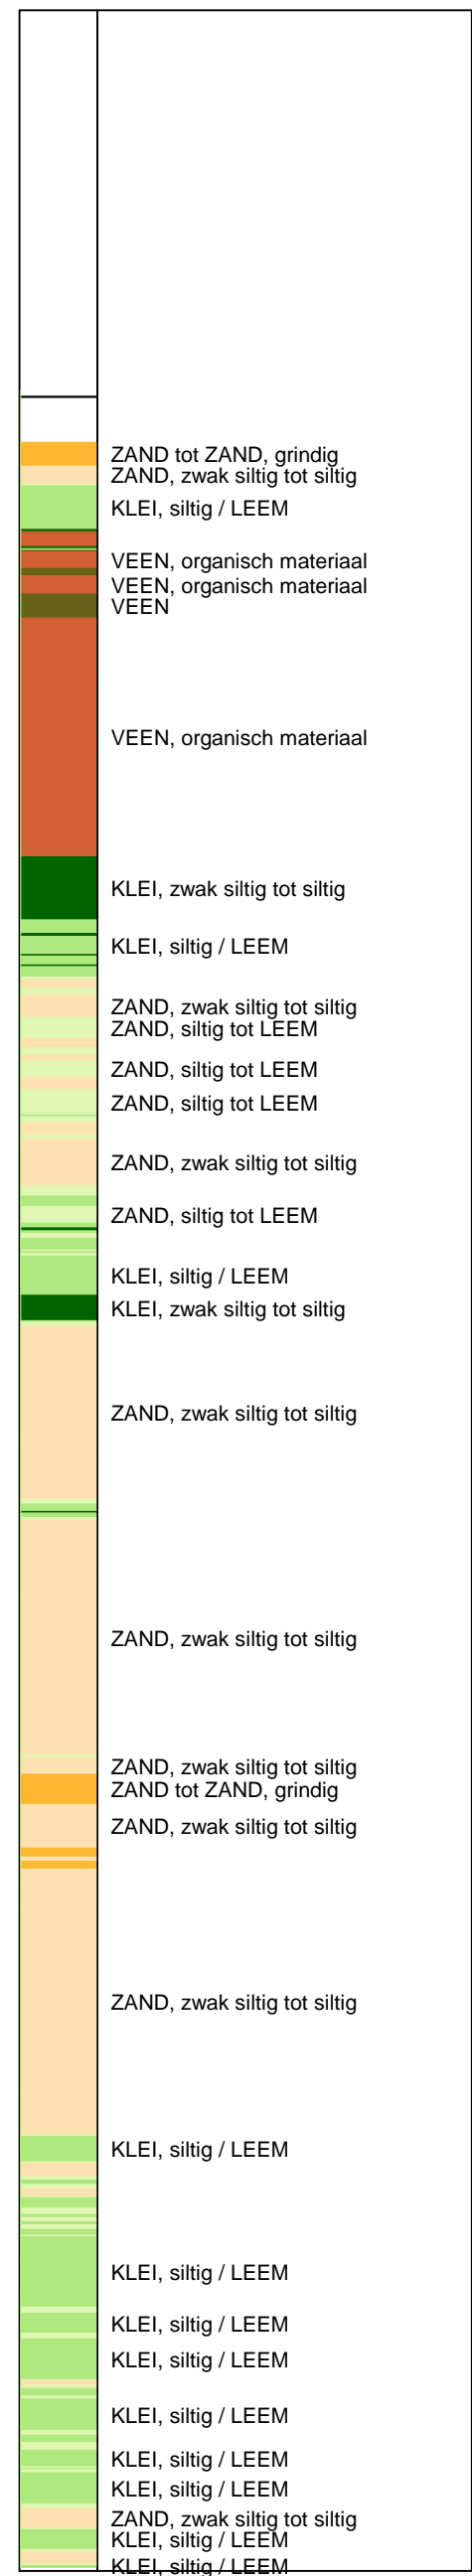 ZAND tot ZAND, grindig
ZAND, zwak siltig tot siltig
KLEI, siltig / LEEM
VEEN, organisch materiaal
VEEN, organisch materiaal
VEEN
VEEN, organisch materiaal
KLEI, zwak siltig tot siltig
KLEI, siltig / LEEM
ZAND, zwak siltig tot siltig
ZAND, siltig tot LEEM
ZAND, siltig tot LEEM
ZAND, siltig tot LEEM
ZAND, zwak siltig tot siltig
ZAND, siltig tot LEEM
KLEI, siltig / LEEM
KLEI, zwak siltig tot siltig
ZAND, zwak siltig tot siltig
ZAND, zwak siltig tot siltig
ZAND, zwak siltig tot siltig
ZAND tot ZAND, grindig
ZAND, zwak siltig tot siltig
ZAND, zwak siltig tot siltig
KLEI, siltig / LEEM
KLEI, siltig / LEEM
KLEI, siltig / LEEM
KLEI, siltig / LEEM
KLEI, siltig / LEEM
KLEI, siltig / LEEM
KLEI, siltig / LEEM
ZAND, zwak siltig tot siltig
KLEI, siltig / LEEM
KLEI, siltig / LEEM